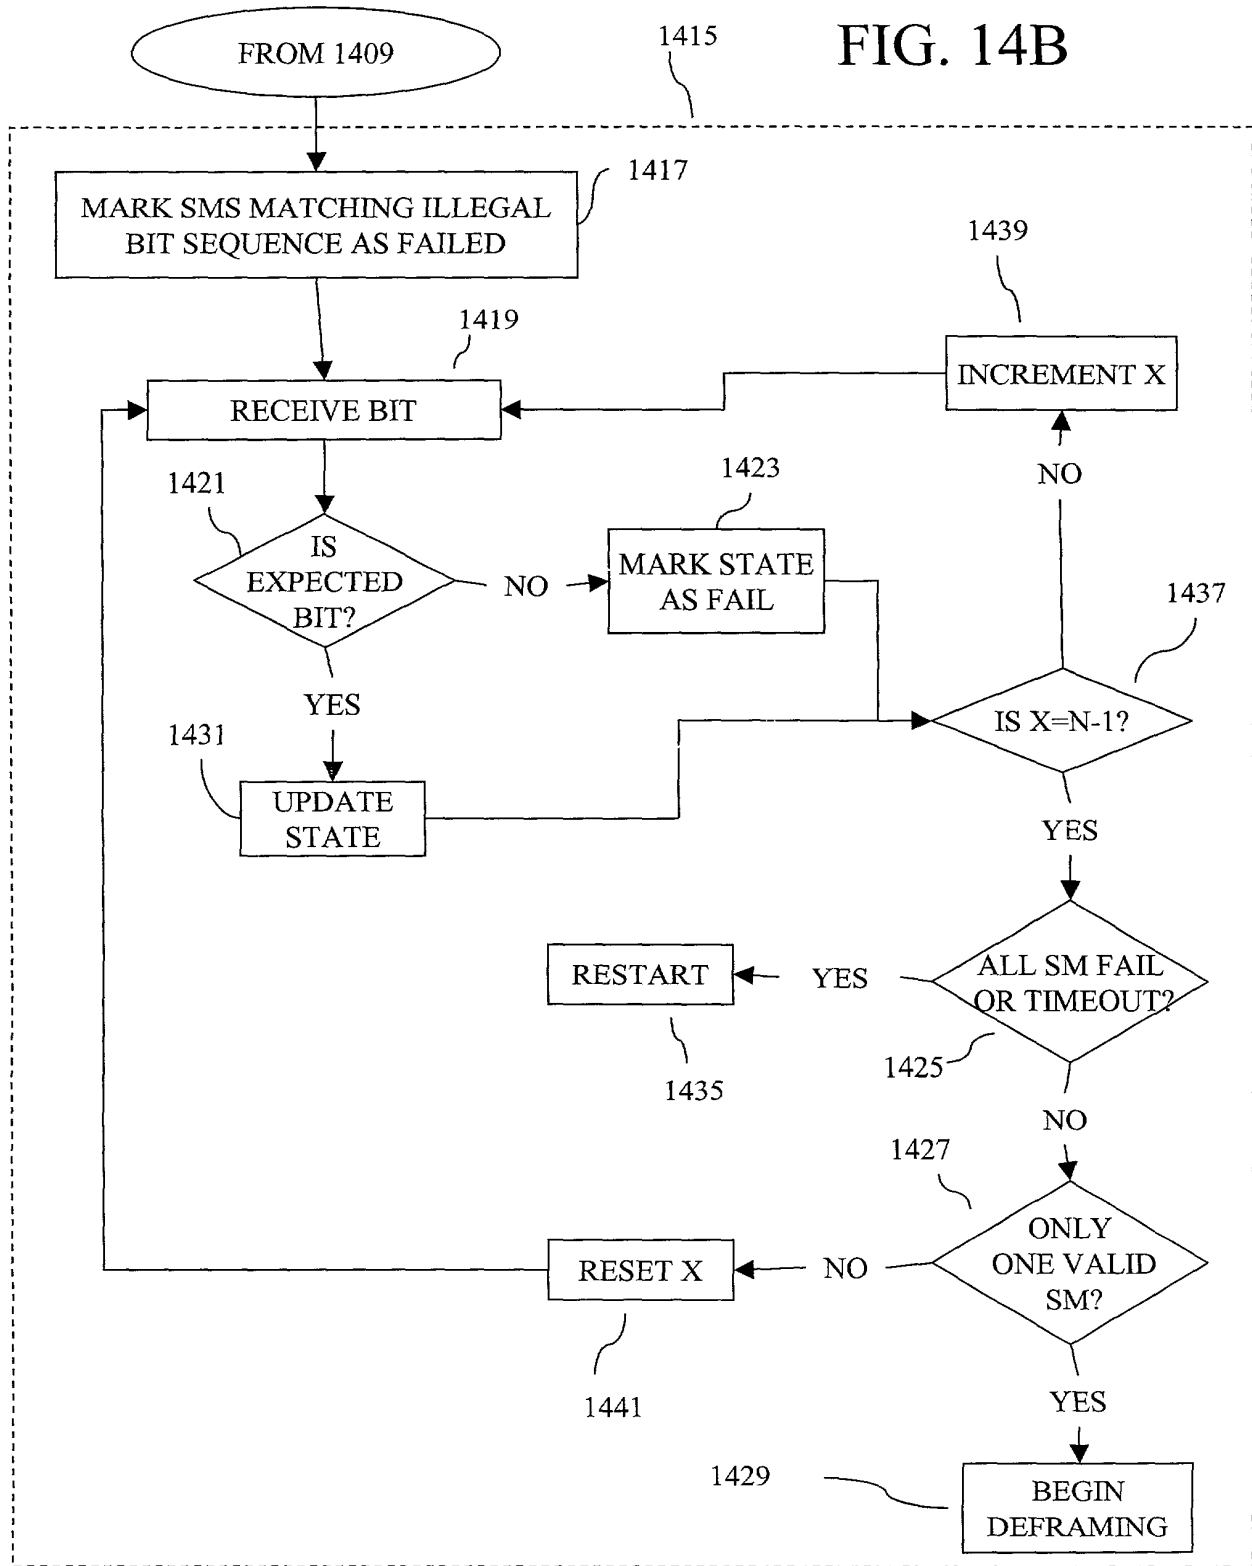 FROM 1409
1415
FIG. 14B
1417
MARK SMS MATCHING ILLEGAL
BIT SEQUENCE AS FAILED
1439
1419
INCREMENT X
RECEIVE BIT
NO
1423
1421
IS
EXPECTED
BIT?
NO
MARK STATE
AS FAIL
1437
YES
IS X=N-1?
1431
UPDATE
STATE
YES
ALL SM FAIL
OR TIMEOUT?
YES
RESTART
1425
1435
NO
1427
ONLY
ONE VALID
SM?
NO
RESET X
1441
YES
1429
BEGIN
DEFRAMING